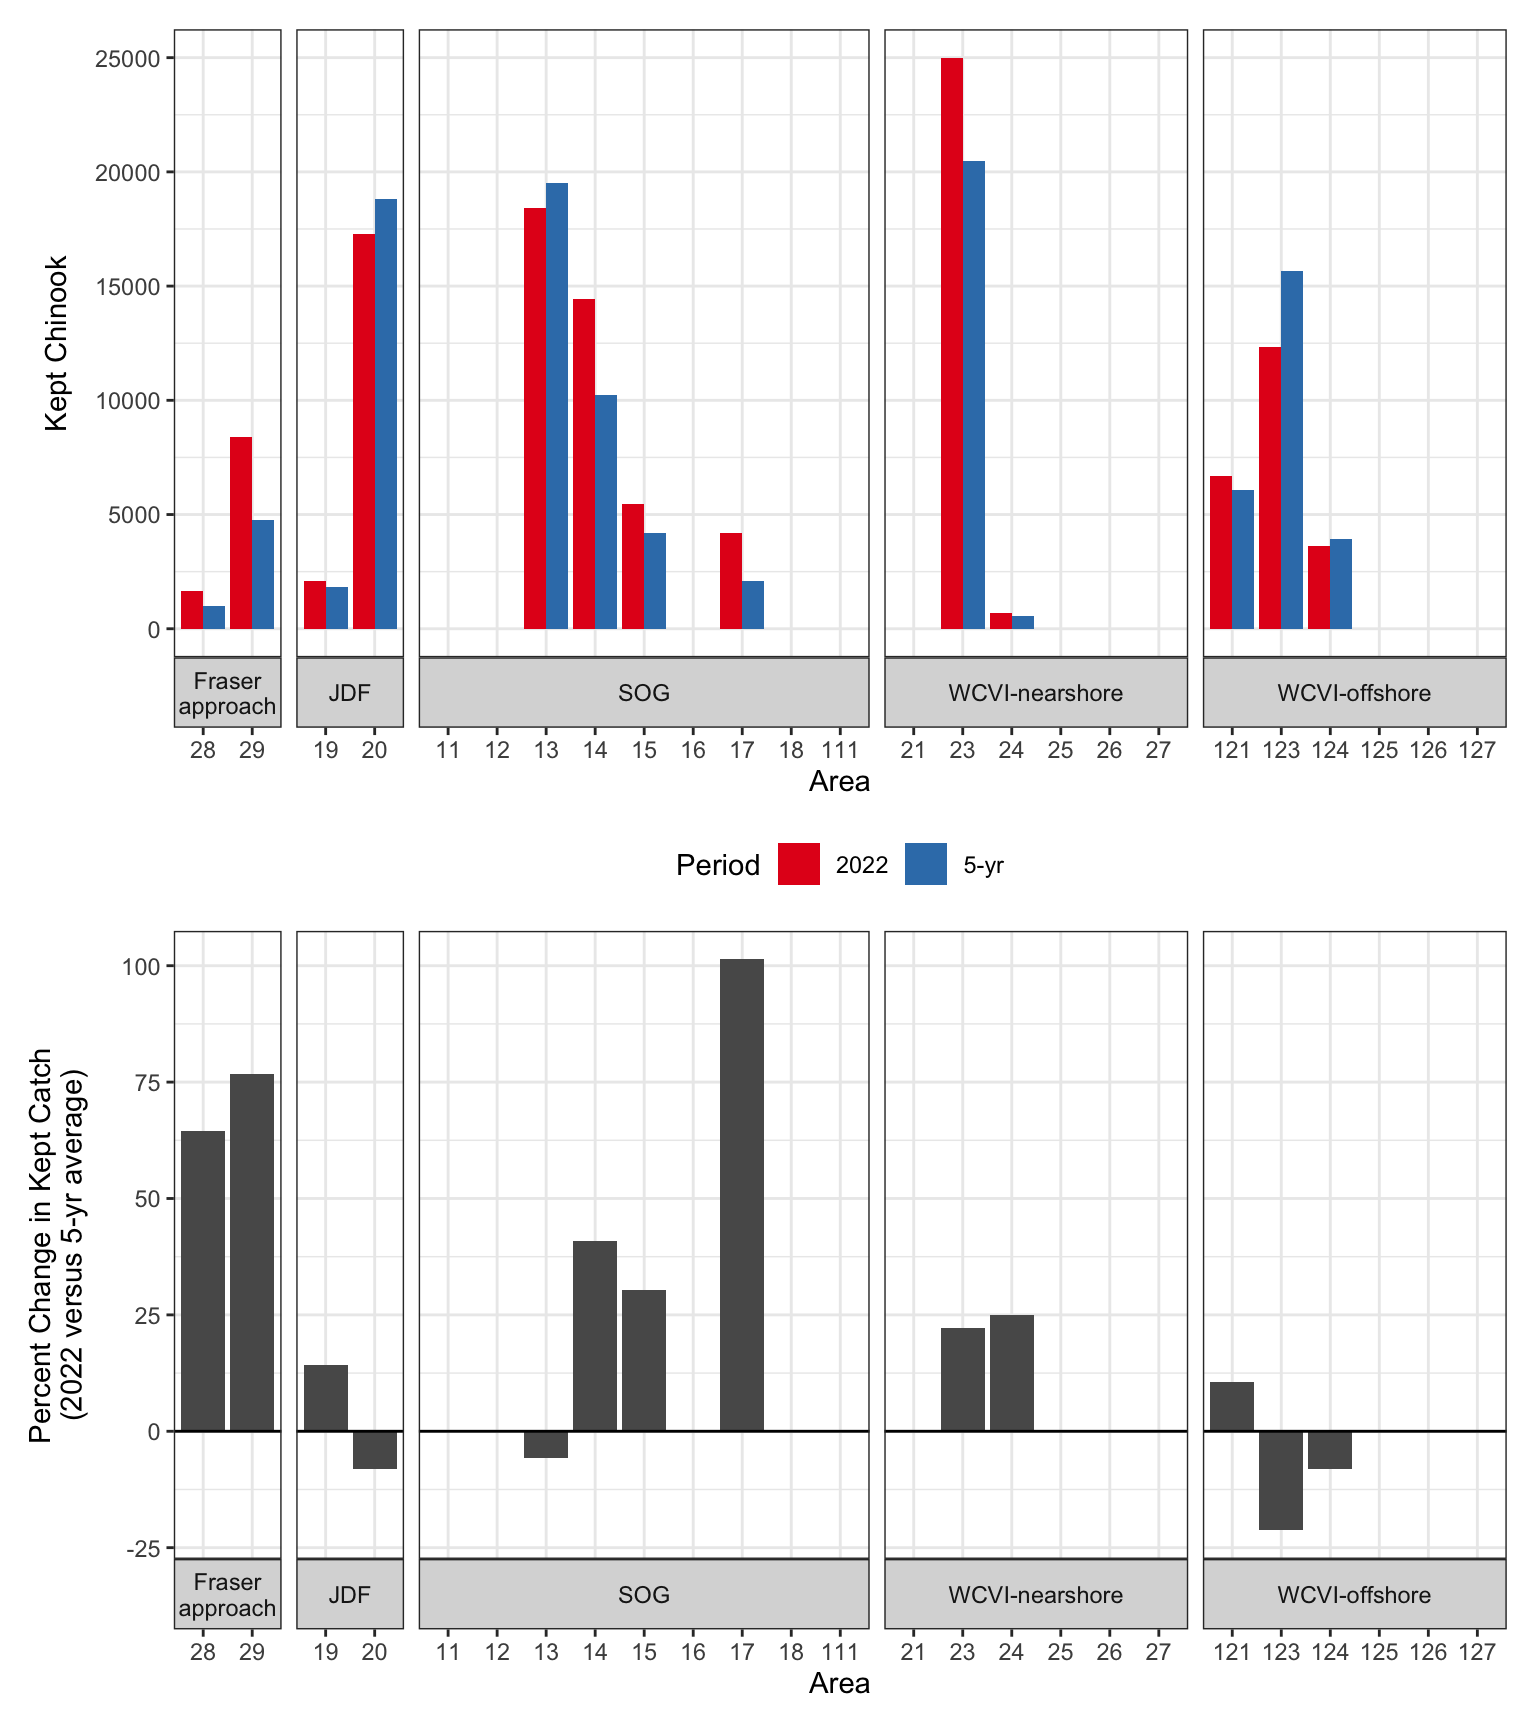 25000
20000
15000
10000
5000
0
Kept Chinook
Fraser
approach
JDF
SOG
WCVI-nearshore
WCVI-offshore
28 29 19 20 11 12 13 14 15 16 17 18 111 21 23 24 25 26 27 121 123 124 125 126 127
Area
Period 2022 5-yr
100
75
50
25
0
-25
Percent Change in Kept Catch
(2022 versus 5-yr average)
Fraser
approach
JDF
SOG
WCVI-nearshore
WCVI-offshore
28 29 19 20 11 12 13 14 15 16 17 18 111 21 23 24 25 26 27 121 123 124 125 126 127
Area